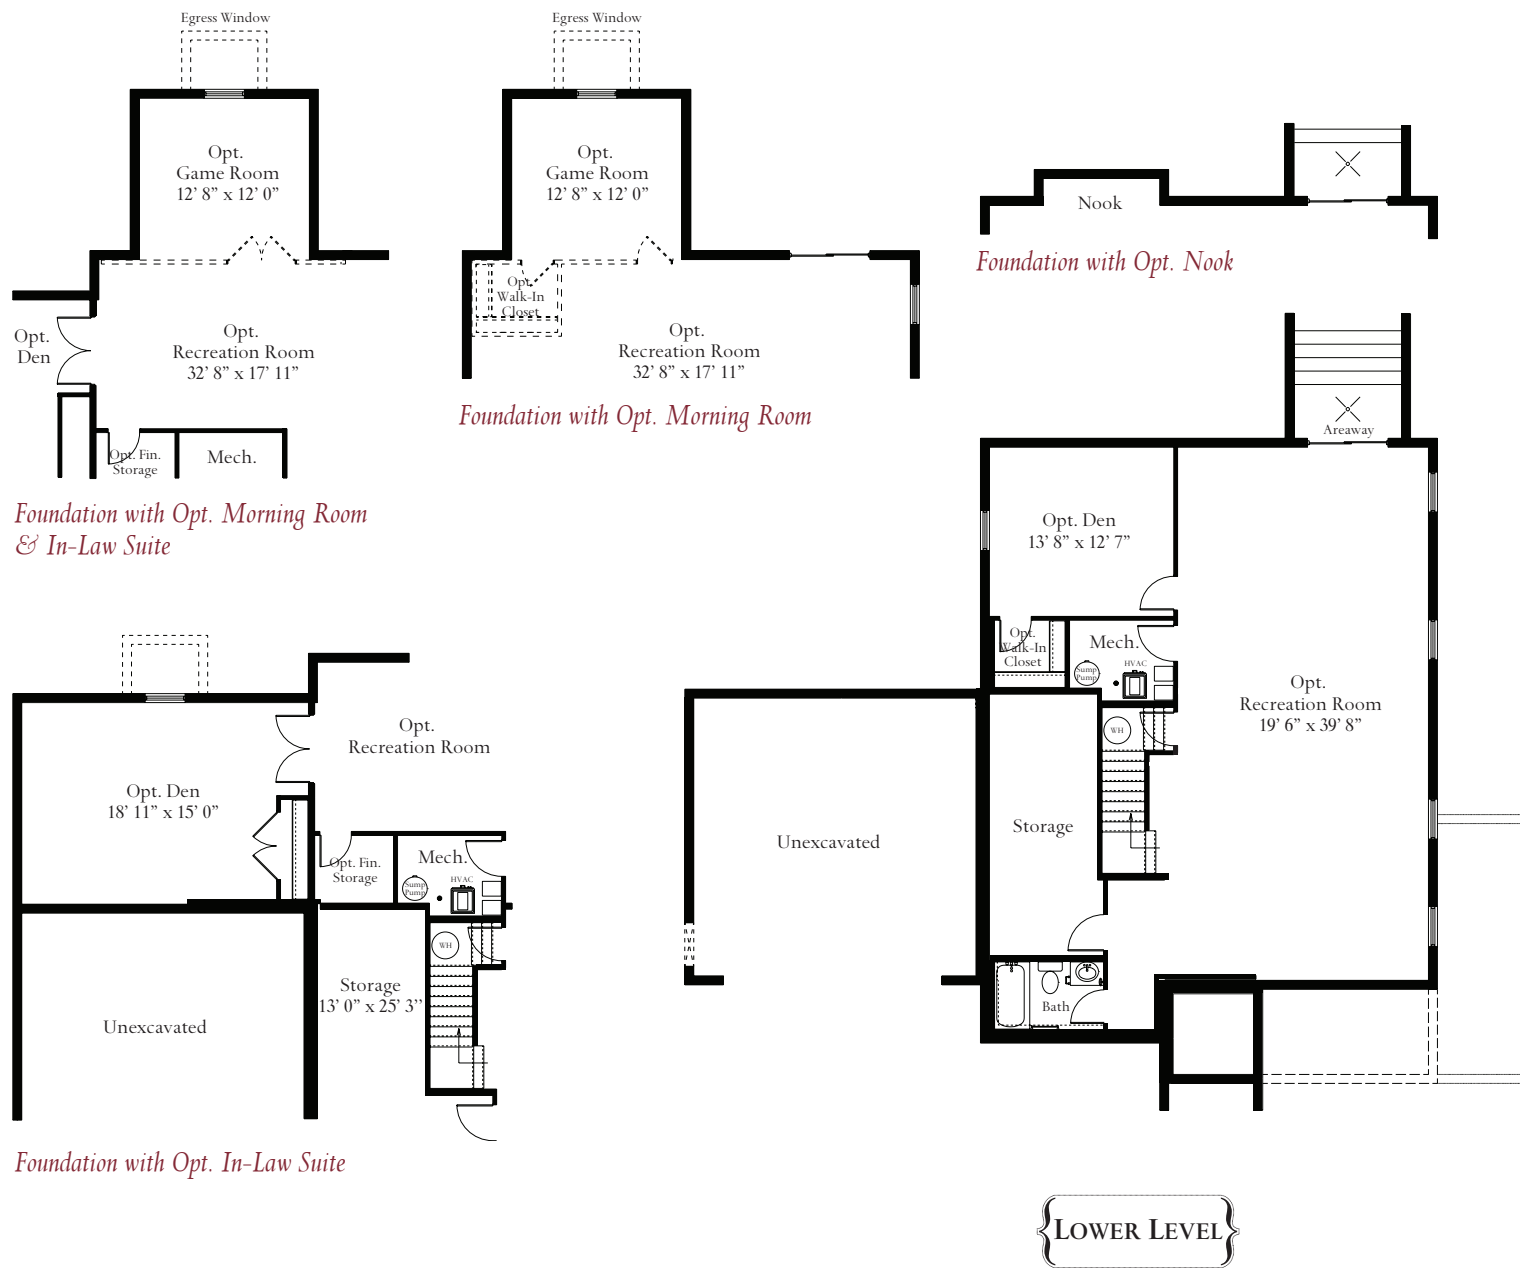 Egress Window
Opt.
Game Room
12’ 8” x 12’ 0”
Opt.
Den
Opt.
Recreation Room
32’ 8” x 17’ 11”
Opt. Fin.
Storage
Mech.
Foundation with Opt. Morning Room
& In-Law Suite
Egress Window
Opt.
Game Room
12’ 8” x 12’ 0”
Opt.
Walk-In
Closet
Opt.
Recreation Room
32’ 8” x 17’ 11”
Foundation with Opt. Morning Room
Nook
Foundation with Opt. Nook
Areaway
Opt. Den
13’ 8” x 12’ 7”
Opt.
Walk-In
Closet
Mech.
Sump
Pump
HVAC
Opt.
Recreation Room
19’ 6” x 39’ 8”
WH
Storage
Unexcavated
Bath
Opt.
Recreation Room
Opt. Den
18’ 11” x 15’ 0”
Opt. Fin.
Storage
Mech.
Sump
Pump
HVAC
WH
Storage
13’ 0” x 25’ 3’’
Unexcavated
Foundation with Opt. In-Law Suite
{LOWER LEVEL}